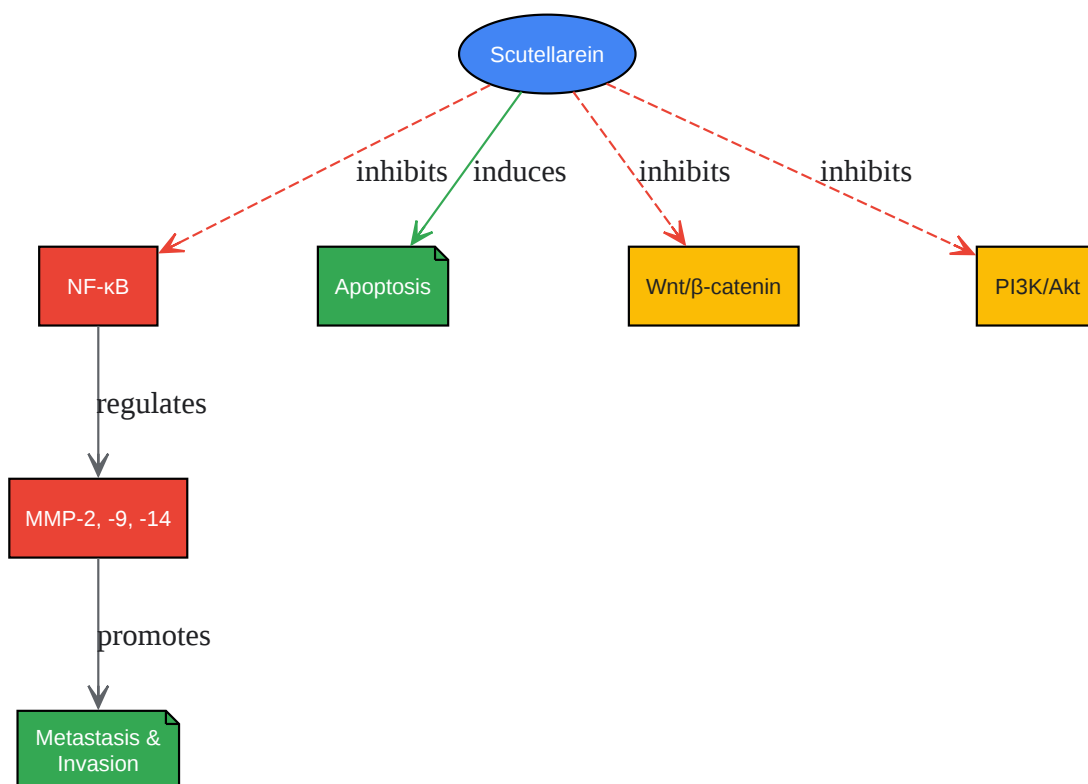 Scutellarein
inhibits
induces
inhibits
inhibits
NF-κB
Apoptosis
Wnt/β-catenin
PI3K/Akt
regulates
MMP-2, -9, -14
promotes
Metastasis &
Invasion